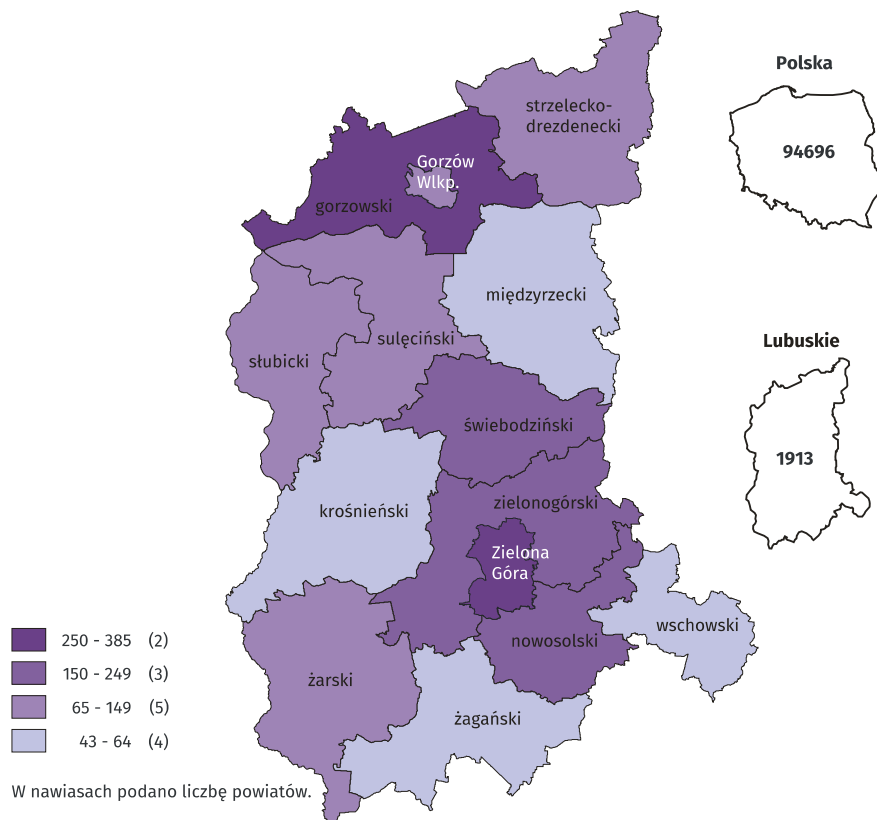 Polska
94696
strzelecko-
drezdenecki
Gorzów
Wlkp.
gorzowski
międzyrzecki
sulęciński
słubicki
Lubuskie
1913
świebodziński
zielonogórski
krośnieński
Zielona
Góra
wschowski
nowosolski
żarski
żagański
250 - 385 (2)
150 - 249 (3)
65 - 149 (5)
43 - 64 (4)
W nawiasach podano liczbę powiatów.